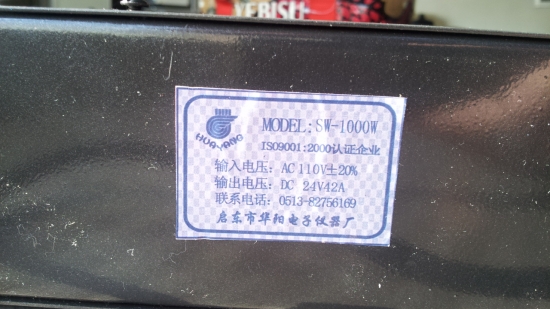 YEBISU
HUA-YANG
MODEL:SW-1000W
ISO9001:2000认证企业
输入电压：AC110V±20%
输出电压：DC 24V42A
联系电话：0513-82756169
启东市华阳电子仪器厂